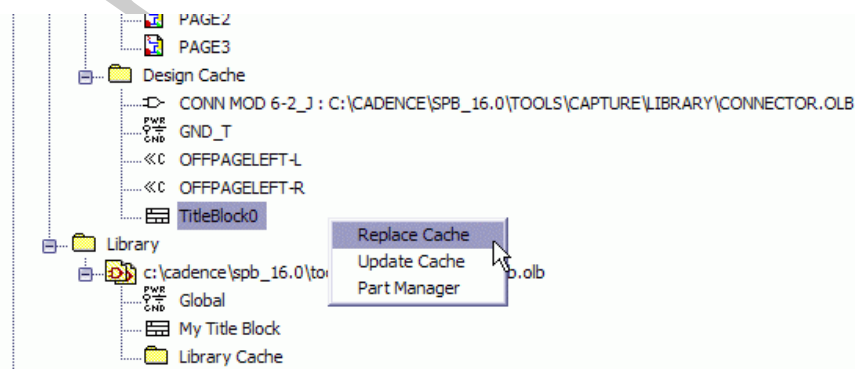 PAGE2
PAGE3
Design Cache
CONN MOD 6-2_J : C:\CADENCE\SPB_16.0\TOOLS\CAPTURE\LIBRARY\CONNECTOR.OLB
PWR GND GND_T
<<C OFFPAGELEFT-L
<<C OFFPAGELEFT-R
TitleBlock0
Replace Cache
Library
Update Cache
c:\cadence\spb_16.0\to b.olb
Part Manager
PWR GND Global
My Title Block
Library Cache